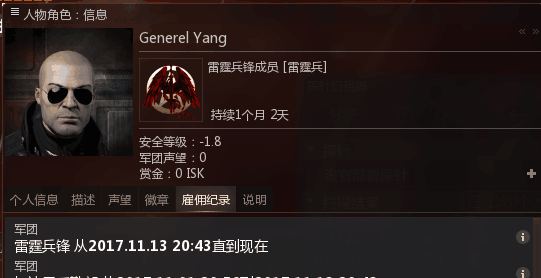 人物角色：信息
Generel Yang
雷霆兵锋成员 [雷霆兵]
持续1个月 2天
安全等级：-1.8
军团声望：0
赏金：0 ISK
个人信息 描述 声望 徽章 雇佣纪录 说明
军团
雷霆兵锋 从2017.11.13 20:43直到现在
军团